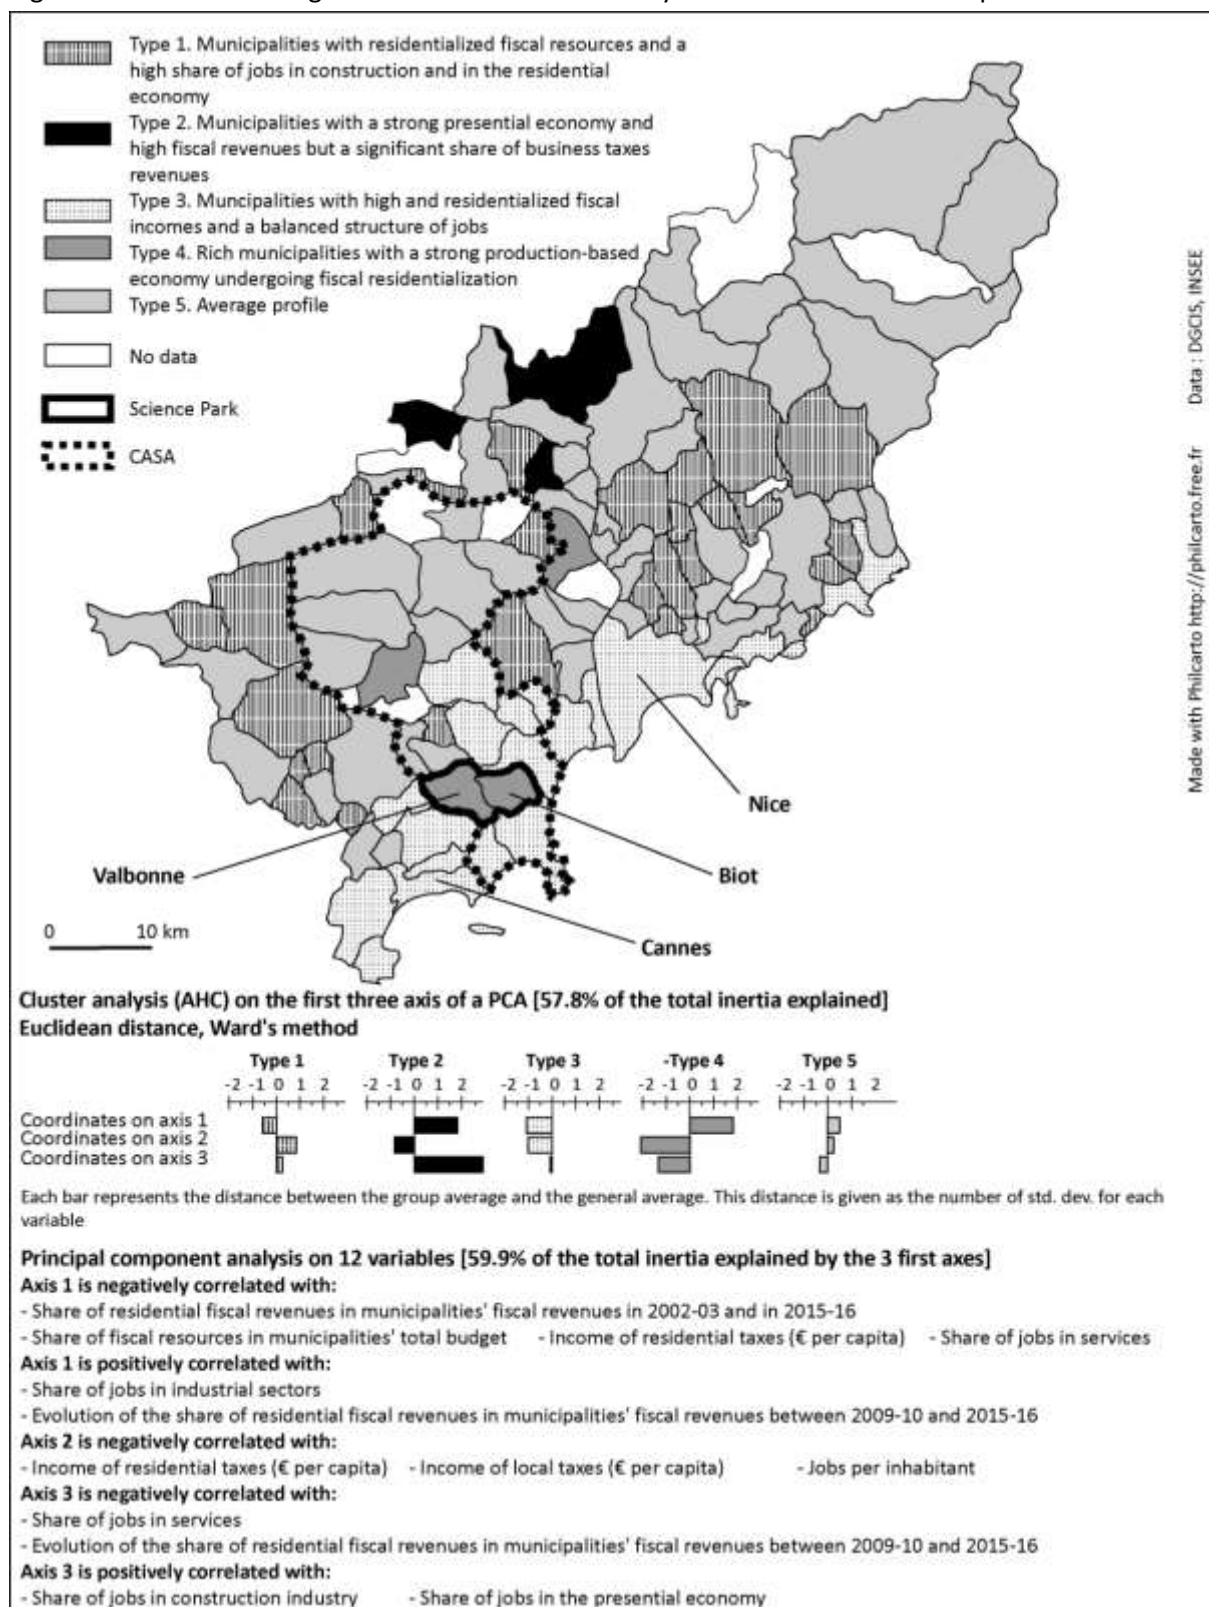 Type 1. Municipalities with residentialized fiscal resources and a
high share of jobs in construction and in the residential
economy
Type 2. Municipalities with a strong presential economy and
high fiscal revenues but a significant share of business taxes
revenues
Type 3. Muncipalities with high and residentialized fiscal
incomes and a balanced structure of jobs
Type 4. Rich municipalities with a strong production-based
economy undergoing fiscal residentialization
Type 5. Average profile
No data
Science Park
CASA
Made with Philcarto http://philcarto.free.fr Data : DGCIS, INSEE
Nice
Valbonne
Biot
Cannes
0 10 km
Cluster analysis (AHC) on the first three axis of a PCA [57.8% of the total inertia explained]
Euclidean distance, Ward's method
Type 1 Type 2 Type 3 -Type 4 Type 5
-2 -1 0 1 2 -2 -1 0 1 2 -2 -1 0 1 2 -2 -1 0 1 2 -2 -1 0 1 2
Coordinates on axis 1
Coordinates on axis 2
Coordinates on axis 3
Each bar represents the distance between the group average and the general average. This distance is given as the number of std. dev. for each
variable
Principal component analysis on 12 variables [59.9% of the total inertia explained by the 3 first axes]
Axis 1 is negatively correlated with:
- Share of residential fiscal revenues in municipalities' fiscal revenues in 2002-03 and in 2015-16
- Share of fiscal resources in municipalities' total budget - Income of residential taxes (€ per capita) - Share of jobs in services
Axis 1 is positively correlated with:
- Share of jobs in industrial sectors
- Evolution of the share of residential fiscal revenues in municipalities' fiscal revenues between 2009-10 and 2015-16
Axis 2 is negatively correlated with:
- Income of residential taxes (€ per capita) - Income of local taxes (€ per capita) - Jobs per inhabitant
Axis 3 is negatively correlated with:
- Share of jobs in services
- Evolution of the share of residential fiscal revenues in municipalities' fiscal revenues between 2009-10 and 2015-16
Axis 3 is positively correlated with:
- Share of jobs in construction industry - Share of jobs in the presential economy